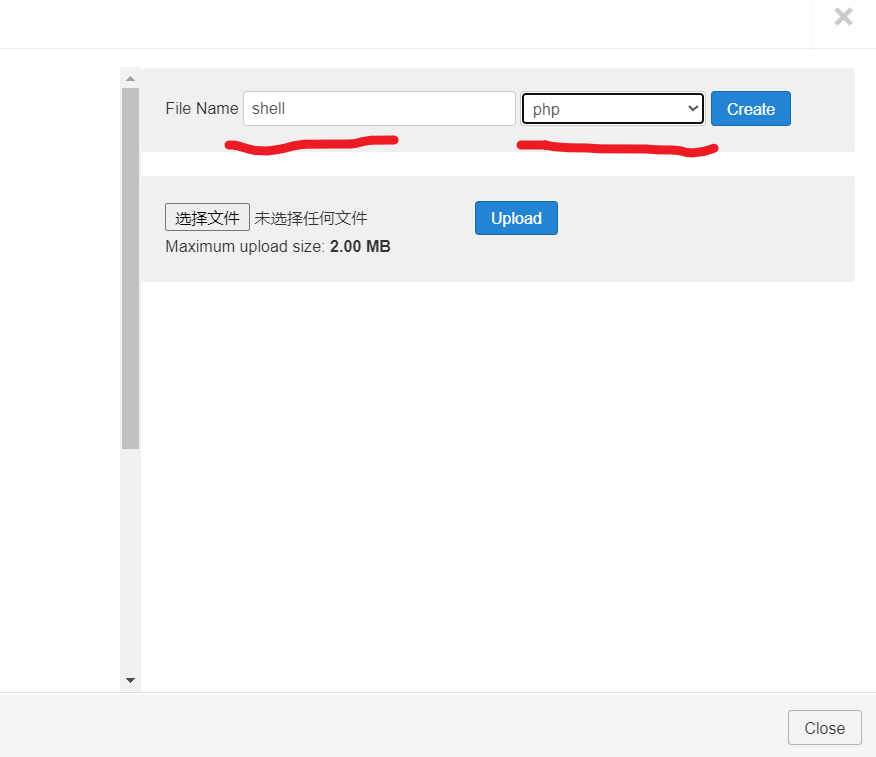 File Name shell php Create
选择文件 未选择任何文件 Upload
Maximum upload size: 2.00 MB
Close